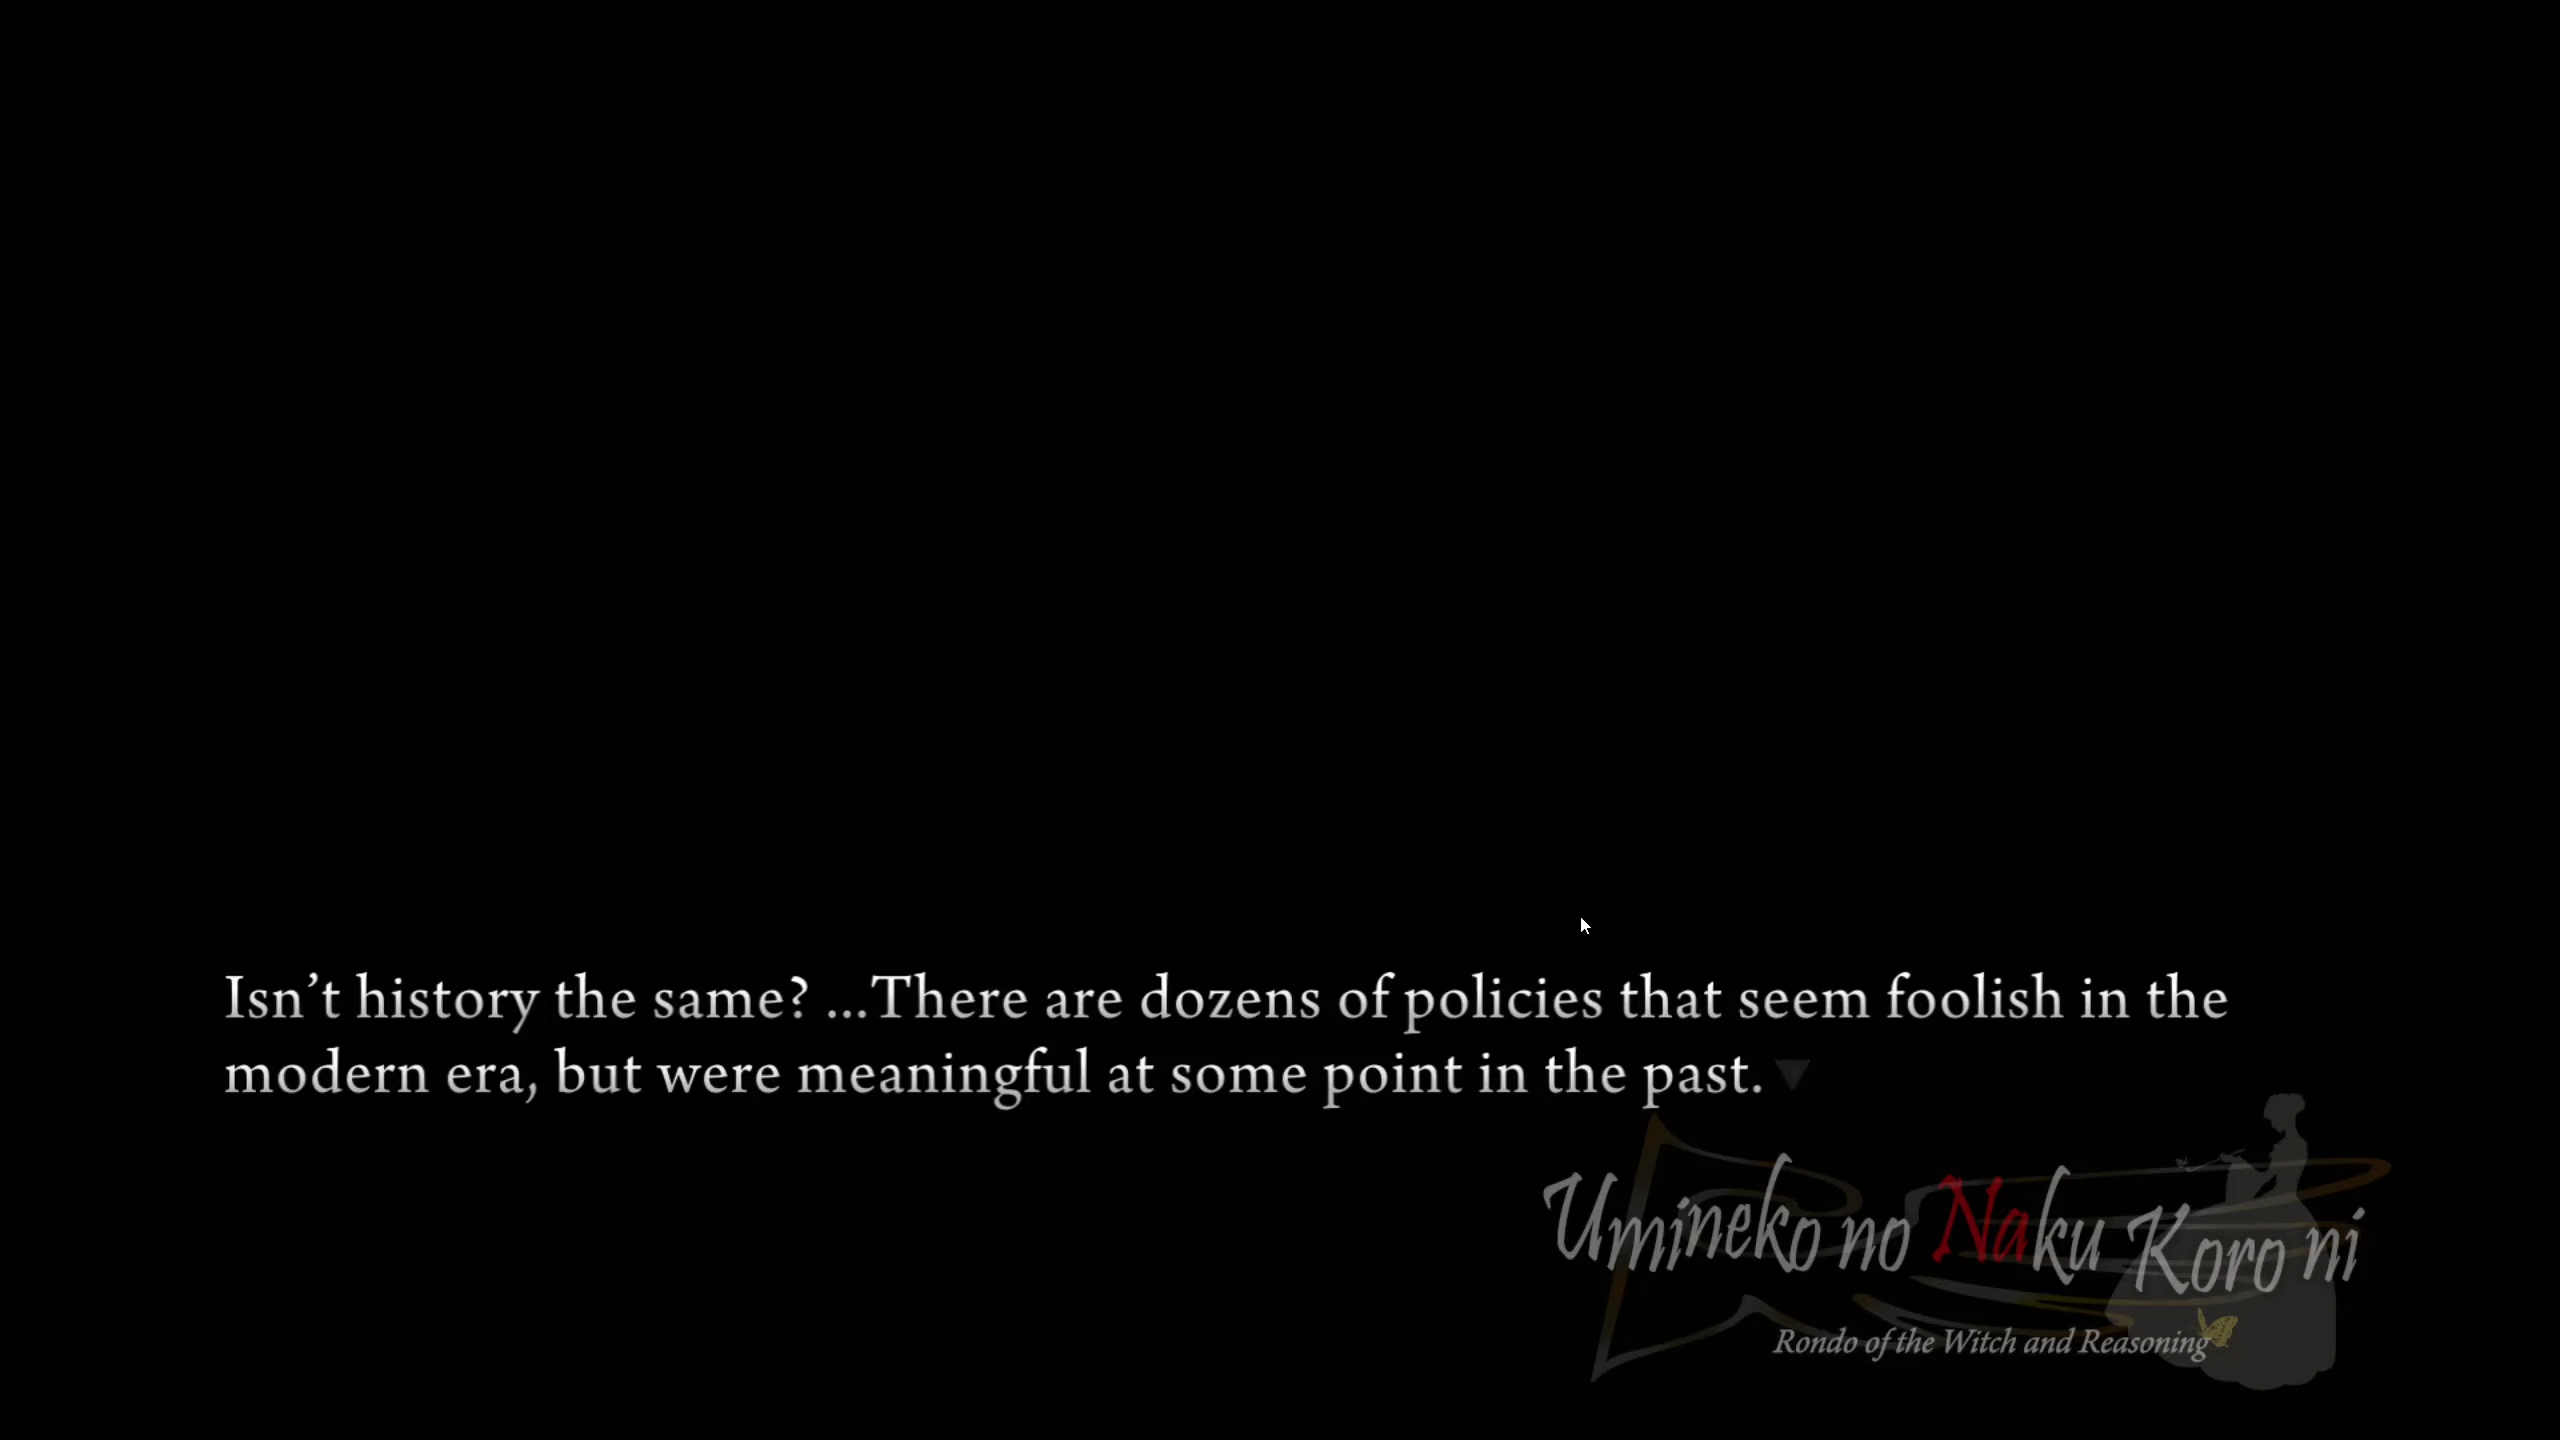 Isn’t history the same? ...There are dozens of policies that seem foolish in the
modern era, but were meaningful at some point in the past.
Umineko no Naku Koro ni
Rondo of the Witch and Reasoning